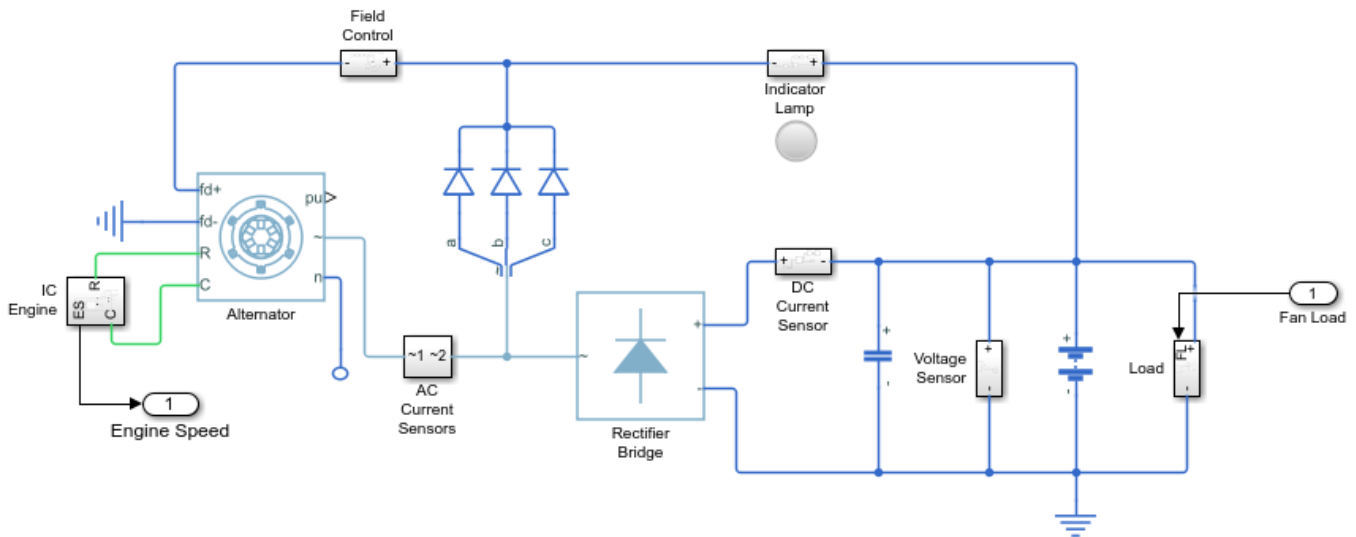 Field
Control
- +
- +
Indicator
Lamp
fd+
fd-
R
C
pu
~
n
Alternator
a
b
c
~
IC
Engine
R
ES
C
1
Engine Speed
~1 ~2
AC
Current
Sensors
~
+
-
Rectifier
Bridge
+ -
DC
Current
Sensor
+
-
Voltage
Sensor
+
-
+
-
Load
FL
+
-
1
Fan Load